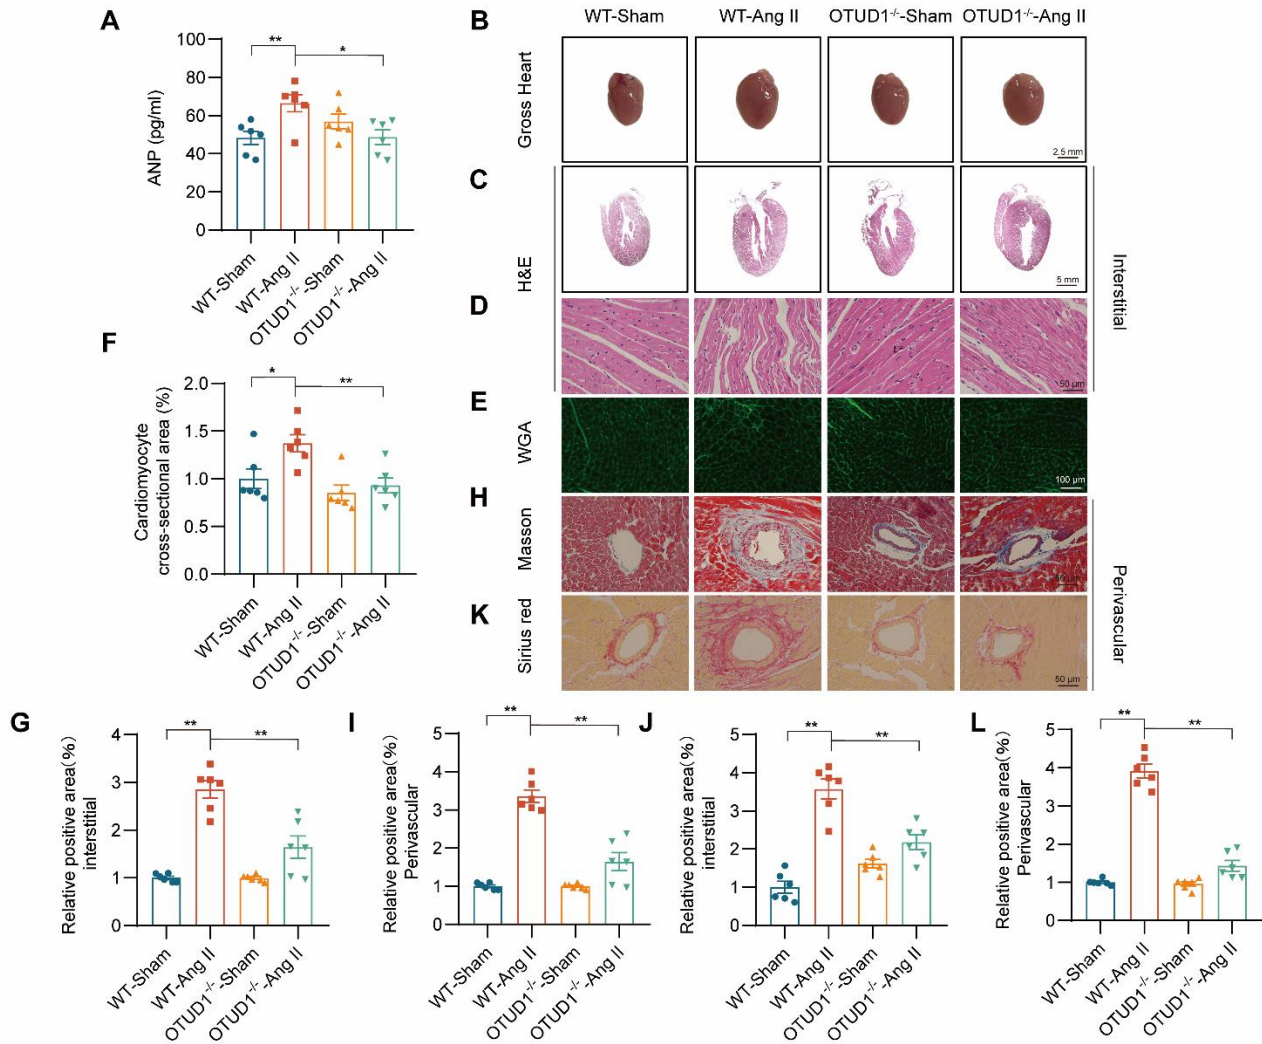 A
ANP (pg/ml)
100
80
60
40
20
0
**
*
WT-Sham
WT-Ang II
OTUD1⁻/⁻-Sham
OTUD1⁻/⁻-Ang II
B
WT-Sham
WT-Ang II
OTUD1⁻/⁻-Sham
OTUD1⁻/⁻-Ang II
Gross Heart
2.5 mm
C
H&E
5 mm
Interstitial
D
50 µm
E
WGA
100 µm
H
Masson
50 µm
Perivascular
K
Sirius red
50 µm
F
Cardiomyocyte
cross-sectional area (%)
2.0
1.5
1.0
0.5
0.0
*
**
WT-Sham
WT-Ang II
OTUD1⁻/⁻-Sham
OTUD1⁻/⁻-Ang II
G
Relative positive area(%)
interstitial
4
3
2
1
0
**
**
WT-Sham
WT-Ang II
OTUD1⁻/⁻-Sham
OTUD1⁻/⁻-Ang II
I
Relative positive area(%)
Perivascular
5
4
3
2
1
0
**
**
WT-Sham
WT-Ang II
OTUD1⁻/⁻-Sham
OTUD1⁻/⁻-Ang II
J
Relative positive area(%)
interstitial
5
4
3
2
1
0
**
**
WT-Sham
WT-Ang II
OTUD1⁻/⁻-Sham
OTUD1⁻/⁻-Ang II
L
Relative positive area(%)
Perivascular
5
4
3
2
1
0
**
**
WT-Sham
WT-Ang II
OTUD1⁻/⁻-Sham
OTUD1⁻/⁻-Ang II